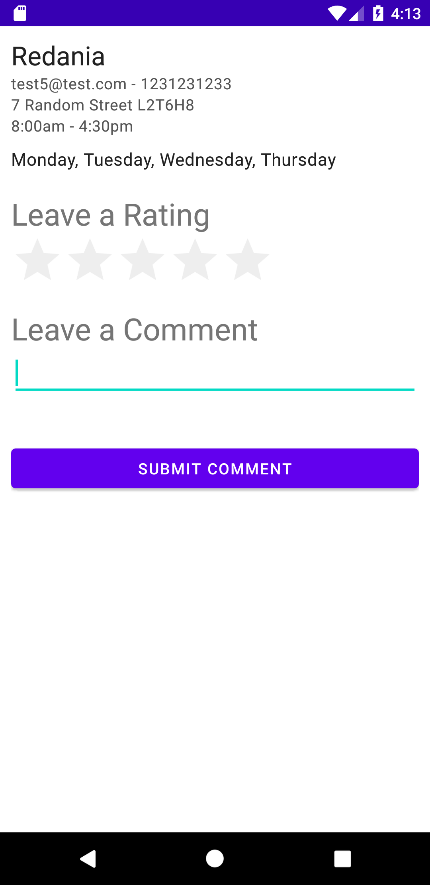 4:13
Redania
test5@test.com - 1231231233
7 Random Street L2T6H8
8:00am - 4:30pm
Monday, Tuesday, Wednesday, Thursday
Leave a Rating
Leave a Comment
SUBMIT COMMENT